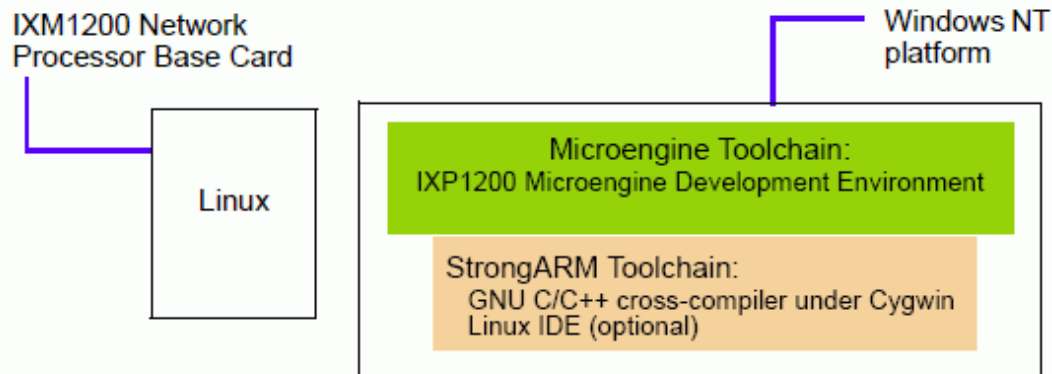 IXM1200 Network
Processor Base Card
Windows NT
platform
Linux
Microengine Toolchain:
IXP1200 Microengine Development Environment
StrongARM Toolchain:
GNU C/C++ cross-compiler under Cygwin
Linux IDE (optional)